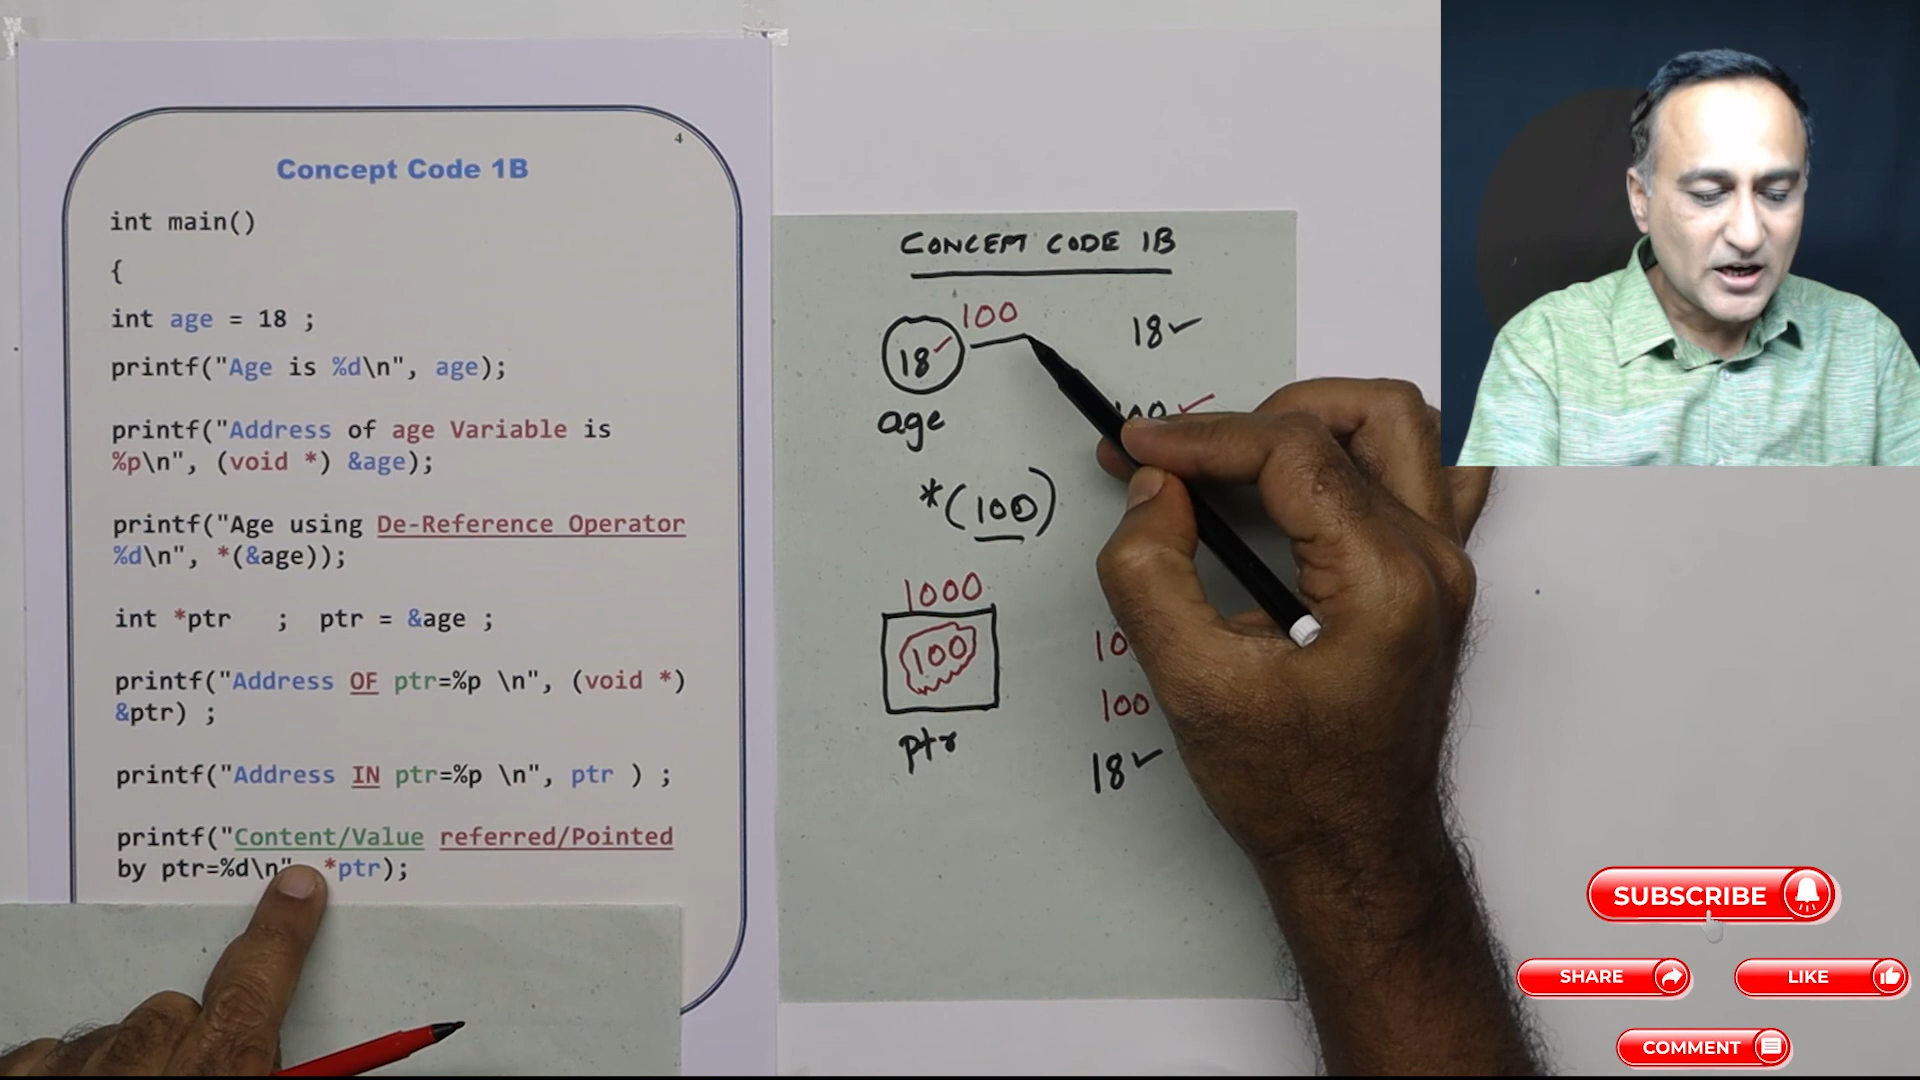 4
Concept Code 1B
int main()
{
int age = 18 ;
printf("Age is %d\n", age);
printf("Address of age Variable is
%p\n", (void *) &age);
printf("Age using De-Reference Operator
%d\n", *(&age));
int *ptr ; ptr = &age ;
printf("Address OF ptr=%p \n", (void *)
&ptr) ;
printf("Address IN ptr=%p \n", ptr ) ;
printf("Content/Value referred/Pointed
by ptr=%d\n" *ptr);
CONCEPT CODE 1B
100
18
18
100
age
*(100)
1000
100
ptr
100
18
SUBSCRIBE
SHARE
LIKE
COMMENT